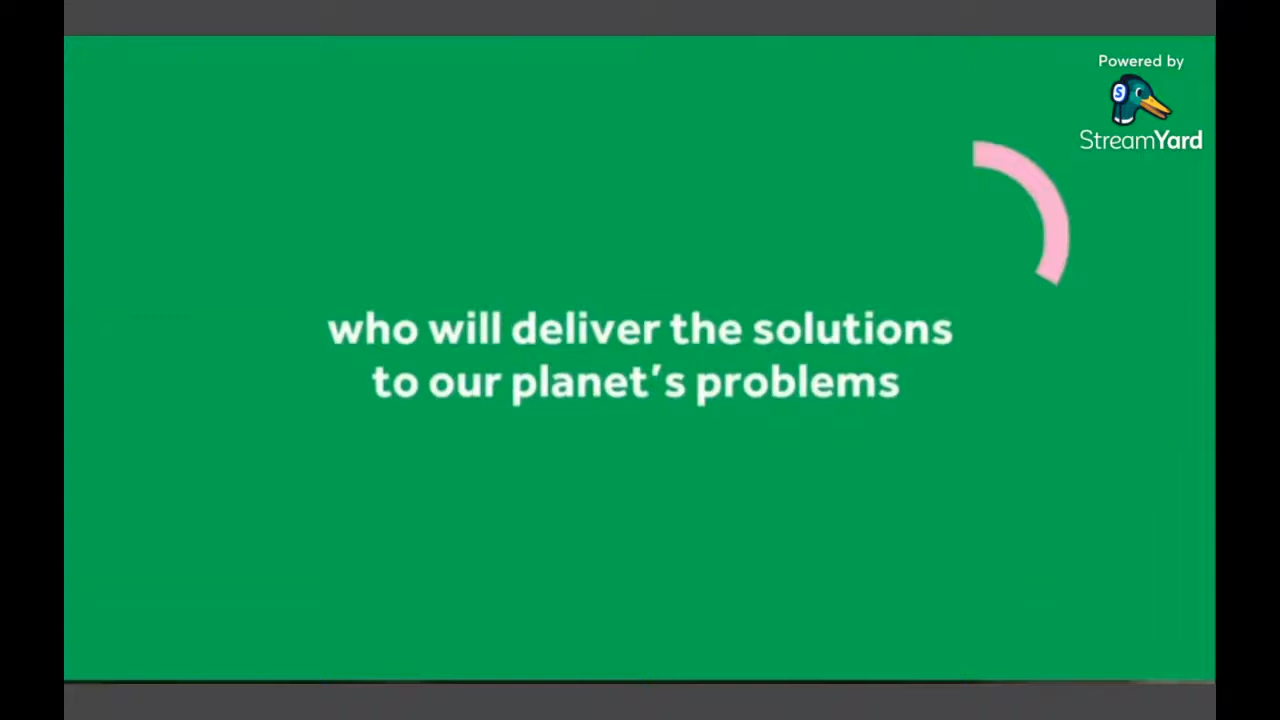 Powered by
StreamYard
who will deliver the solutions
to our planet’s problems